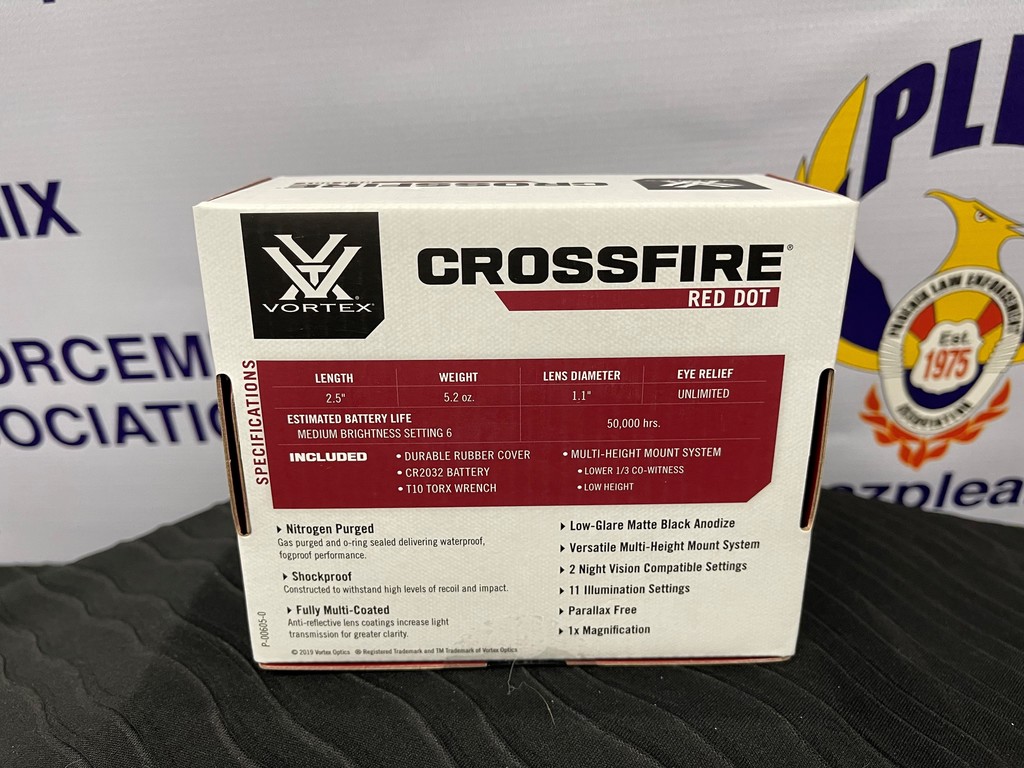 CROSSFIRE
PLE
IX
ORCEM
OCIATI
PHOENIX LAW ENFORCEMENT
Est.
1975
ASSOCIATION
azplea
VORTEX®
CROSSFIRE®
RED DOT
SPECIFICATIONS
LENGTH WEIGHT LENS DIAMETER EYE RELIEF
2.5" 5.2 oz. 1.1" UNLIMITED
ESTIMATED BATTERY LIFE
MEDIUM BRIGHTNESS SETTING 6
50,000 hrs.
INCLUDED
• DURABLE RUBBER COVER
• CR2032 BATTERY
• T10 TORX WRENCH
• MULTI-HEIGHT MOUNT SYSTEM
• LOWER 1/3 CO-WITNESS
• LOW HEIGHT
Nitrogen Purged
Gas purged and o-ring sealed delivering waterproof,
fogproof performance.
Shockproof
Constructed to withstand high levels of recoil and impact.
Fully Multi-Coated
Anti-reflective lens coatings increase light
transmission for greater clarity.
Low-Glare Matte Black Anodize
Versatile Multi-Height Mount System
2 Night Vision Compatible Settings
11 Illumination Settings
Parallax Free
1x Magnification
P-00605-0
© 2019 Vortex Optics ® Registered Trademark and TM Trademark of Vortex Optics